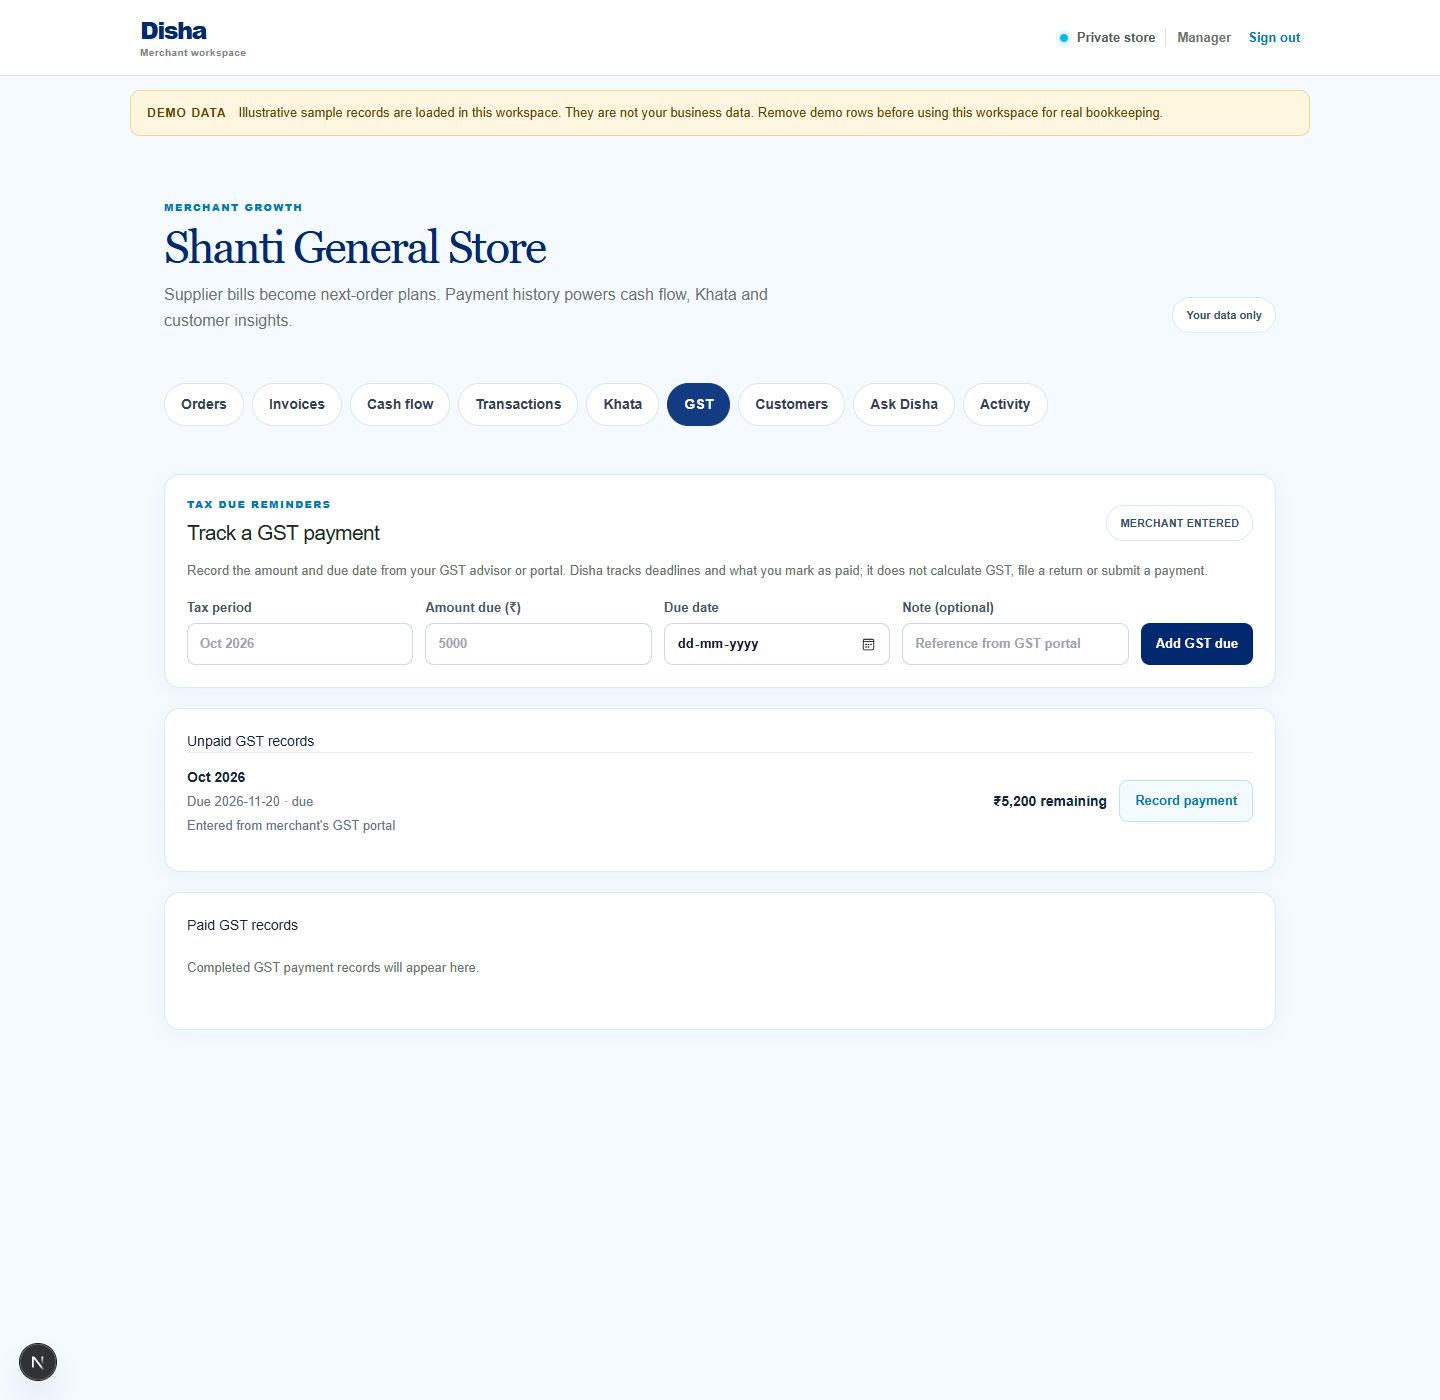 Disha
Merchant workspace
Private store
Manager
Sign out
DEMO DATA Illustrative sample records are loaded in this workspace. They are not your business data. Remove demo rows before using this workspace for real bookkeeping.
MERCHANT GROWTH
Shanti General Store
Supplier bills become next-order plans. Payment history powers cash flow, Khata and
customer insights.
Your data only
Orders
Invoices
Cash flow
Transactions
Khata
GST
Customers
Ask Disha
Activity
TAX DUE REMINDERS
Track a GST payment
MERCHANT ENTERED
Record the amount and due date from your GST advisor or portal. Disha tracks deadlines and what you mark as paid; it does not calculate GST, file a return or submit a payment.
Tax period
Amount due (₹)
Due date
Note (optional)
Oct 2026
5000
dd-mm-yyyy
Reference from GST portal
Add GST due
Unpaid GST records
Oct 2026
Due 2026-11-20 · due
Entered from merchant's GST portal
₹5,200 remaining
Record payment
Paid GST records
Completed GST payment records will appear here.
N